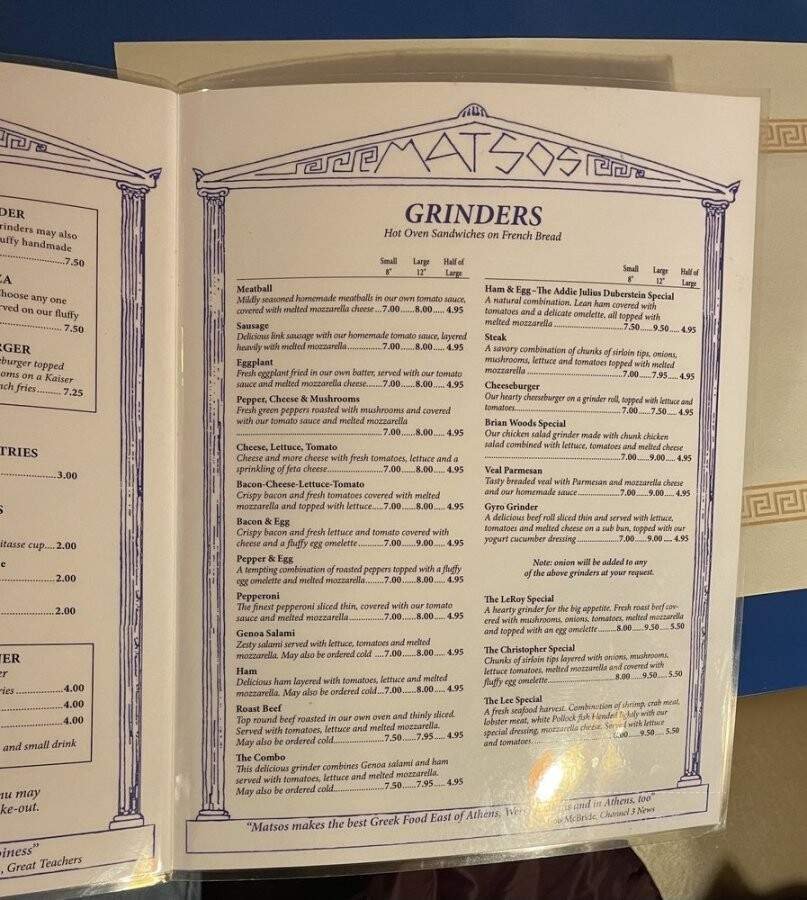 DER
rinders may also
uffy handmade
7.50
ZA
Choose any one
rved on our fluffy
7.50
RGER
eburger topped
oms on a Kaiser
nch fries......... 7.25
TRIES
3.00
itasse cup....2.00
2.00
2.00
NER
ries ................ 4.00
4.00
4.00
and small drink
nu may
ke-out.
piness"
, Great Teachers
MATSOS
GRINDERS
Hot Oven Sandwiches on French Bread
Small Large Half of
8" 12" Large
Meatball
Mildly seasoned homemade meatballs in our own tomato sauce,
covered with melted mozzarella cheese ...7.00......8.00..... 4.95
Sausage
Delicious link sausage with our homemade tomato sauce, layered
heavily with melted mozzarella.............7.00......8.00..... 4.95
Eggplant
Fresh eggplant fried in our own batter, served with our tomato
sauce and melted mozzarella cheese.......7.00......8.00..... 4.95
Pepper, Cheese & Mushrooms
Fresh green peppers roasted with mushrooms and covered
with our tomato sauce and melted mozzarella
.................................................... 7.00......8.00..... 4.95
Cheese, Lettuce, Tomato
Cheese and more cheese with fresh tomatoes, lettuce and a
sprinkling of feta cheese....................7.00......8.00..... 4.95
Bacon-Cheese-Lettuce-Tomato
Crispy bacon and fresh tomatoes covered with melted
mozzarella and topped with lettuce.....7.00......8.00..... 4.95
Bacon & Egg
Crispy bacon and fresh lettuce and tomato covered with
cheese and a fluffy egg omelette...........7.00......9.00..... 4.95
Pepper & Egg
A tempting combination of roasted peppers topped with a fluffy
egg omelette and melted mozzarella......7.00......8.00..... 4.95
Pepperoni
The finest pepperoni sliced thin, covered with our tomato
sauce and melted mozzarella...............7.00......8.00..... 4.95
Genoa Salami
Zesty salami served with lettuce, tomatoes and melted
mozzarella. May also be ordered cold ....7.00......8.00..... 4.95
Ham
Delicious ham layered with tomatoes, lettuce and melted
mozzarella. May also be ordered cold...7.00......8.00..... 4.95
Roast Beef
Top round beef roasted in our own oven and thinly sliced.
Served with tomatoes, lettuce and melted mozzarella.
May also be ordered cold....................7.50......7.95..... 4.95
The Combo
This delicious grinder combines Genoa salami and ham
served with tomatoes, lettuce and melted mozzarella.
May also be ordered cold....................7.50......7.95..... 4.95
Small Large Half of
8" 12" Large
Ham & Egg–The Addie Julius Duberstein Special
A natural combination. Lean ham covered with
tomatoes and a delicate omelette, all topped with
melted mozzarella ...........................7.50.....9.50.... 4.95
Steak
A savory combination of chunks of sirloin tips, onions,
mushrooms, lettuce and tomatoes topped with melted
mozzarella .....................................7.00......7.95.... 4.95
Cheeseburger
Our hearty cheeseburger on a grinder roll, topped with lettuce and
tomatoes........................................7.00......7.50..... 4.95
Brian Woods Special
Our chicken salad grinder made with chunk chicken
salad combined with lettuce, tomatoes and melted cheese
....................................................7.00......9.00..... 4.95
Veal Parmesan
Tasty breaded veal with Parmesan and mozzarella cheese
and our homemade sauce ...................7.00......9.00..... 4.95
Gyro Grinder
A delicious beef roll sliced thin and served with lettuce,
tomatoes and melted cheese on a sub bun, topped with our
yogurt cucumber dressing ..................7.00......9.00 .... 4.95
Note: onion will be added to any
of the above grinders at your request.
The LeRoy Special
A hearty grinder for the big appetite. Fresh roast beef cov-
ered with mushrooms, onions, tomatoes, melted mozzarella
and topped with an egg omelette .........8.00.....9.50.... 5.50
The Christopher Special
Chunks of sirloin tips layered with onions, mushrooms,
lettuce tomatoes, melted mozzarella and covered with
fluffy egg omelette............................8.00 .....9.50.... 5.50
The Lee Special
A fresh seafood harvest. Combination of shrimp, crab meat,
lobster meat, white Pollock fish blended lightly with our
special dressing, mozzarella cheese. Served with lettuce
and tomatoes....................9.50.... 5.50
"Matsos makes the best Greek Food East of Athens, and in Athens, too"
McBride, Channel 3 News